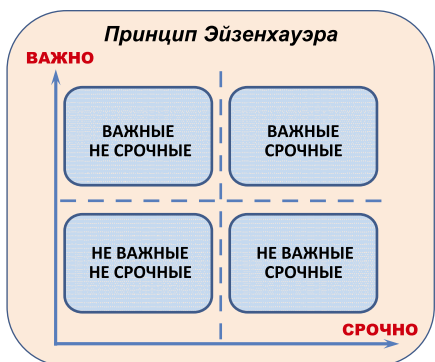 Принцип Эйзенхауэра
ВАЖНО
ВАЖНЫЕ
НЕ СРОЧНЫЕ
ВАЖНЫЕ
СРОЧНЫЕ
НЕ ВАЖНЫЕ
НЕ СРОЧНЫЕ
НЕ ВАЖНЫЕ
СРОЧНЫЕ
СРОЧНО